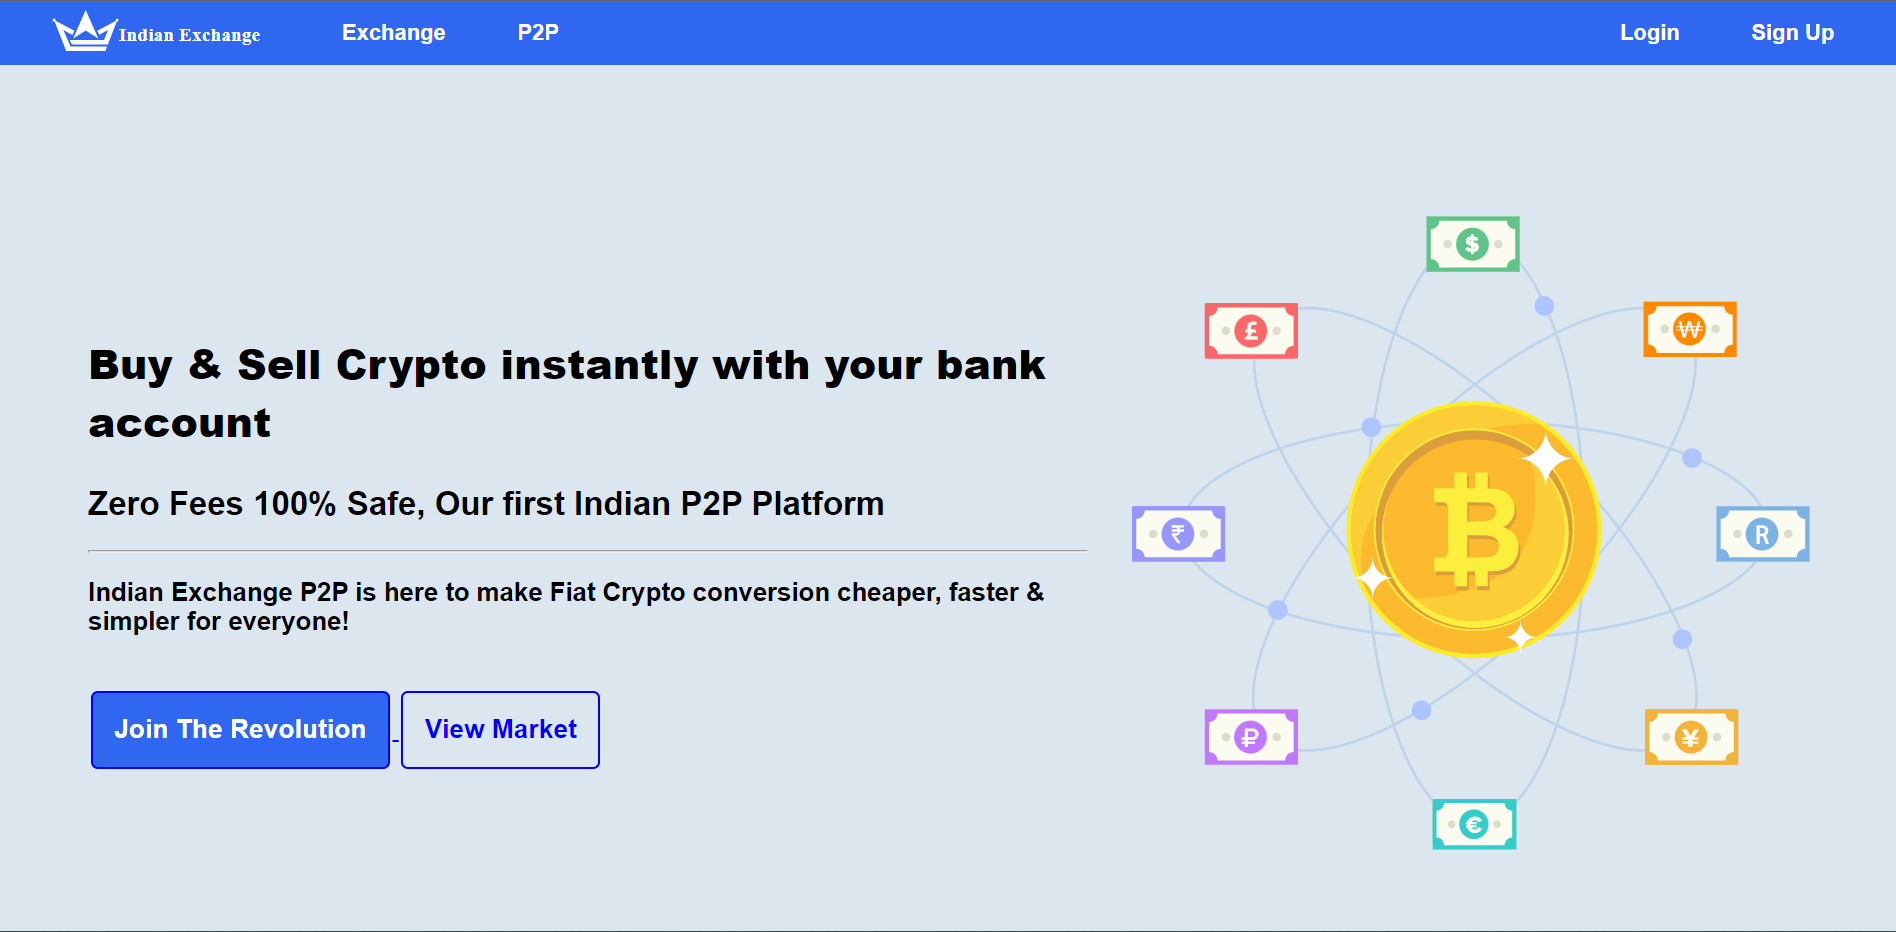 Indian Exchange
Exchange
P2P
Login
Sign Up
Buy & Sell Crypto instantly with your bank
account
Zero Fees 100% Safe, Our first Indian P2P Platform
Indian Exchange P2P is here to make Fiat Crypto conversion cheaper, faster &
simpler for everyone!
Join The Revolution
View Market
$
£
₩
₿
₹
R
₽
¥
€